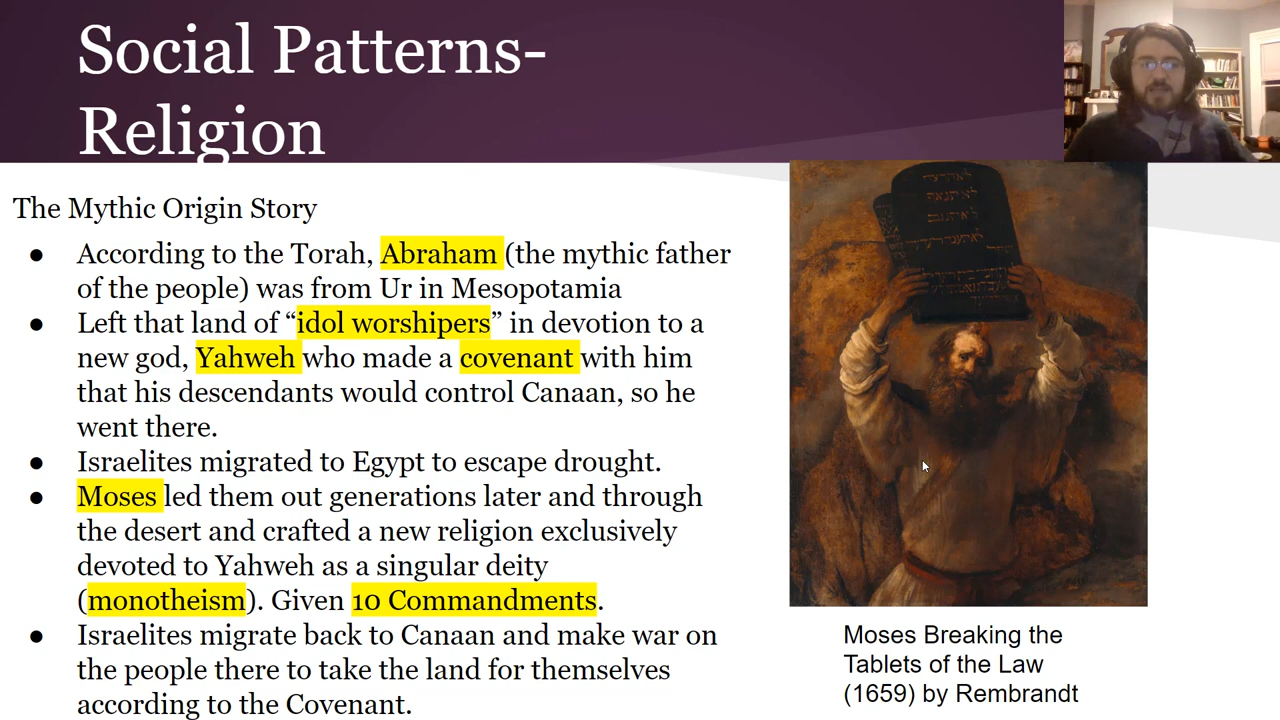 Social Patterns-
Religion
The Mythic Origin Story
● According to the Torah, Abraham (the mythic father
of the people) was from Ur in Mesopotamia
● Left that land of “idol worshipers” in devotion to a
new god, Yahweh who made a covenant with him
that his descendants would control Canaan, so he
went there.
● Israelites migrated to Egypt to escape drought.
● Moses led them out generations later and through
the desert and crafted a new religion exclusively
devoted to Yahweh as a singular deity
(monotheism). Given 10 Commandments.
● Israelites migrate back to Canaan and make war on
the people there to take the land for themselves
according to the Covenant.
Moses Breaking the
Tablets of the Law
(1659) by Rembrandt